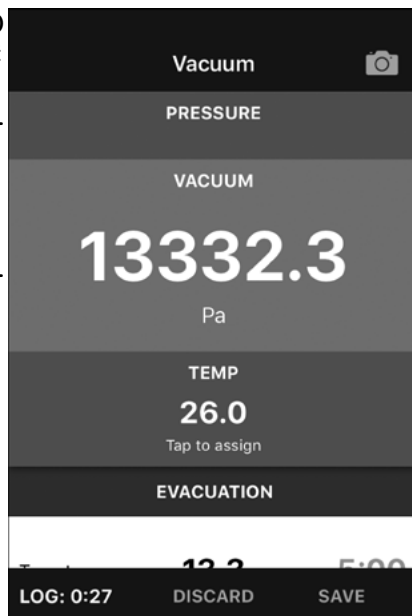 Vacuum
PRESSURE
VACUUM
13332.3
Pa
TEMP
26.0
Tap to assign
EVACUATION
LOG: 0:27 DISCARD SAVE